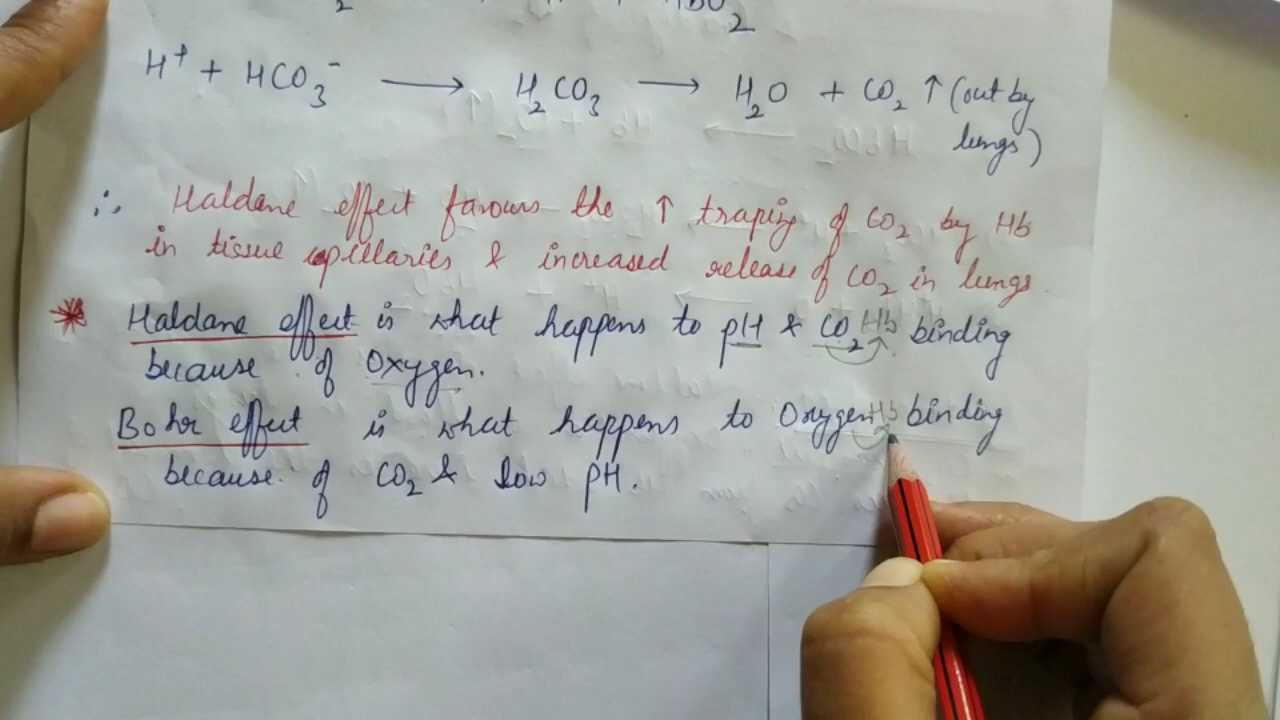 H⁺ + HCO₃⁻ ⟶ H₂CO₃ ⟶ H₂O + CO₂ ↑ (out by
lungs)
∴ Haldane effect favours the ↑ traping of CO₂ by Hb
in tissue capillaries & increased release of CO₂ in lungs.
* Haldane effect is what happens to pH & CO₂ Hb binding
because of Oxygen.
Bohr effect is what happens to Oxygen Hb binding
because of CO₂ & low pH.